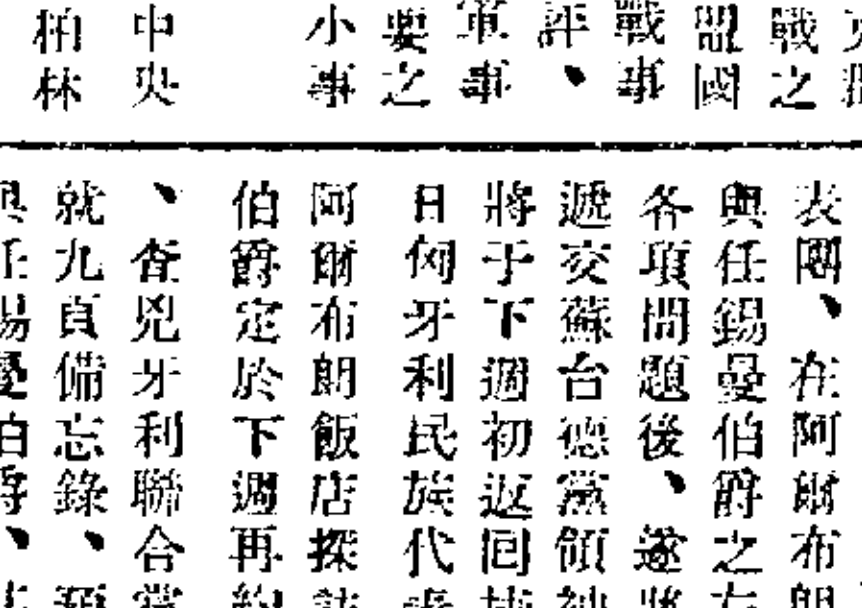 戰之
盟國
戰事
評、
軍事
要之
小事
中央
柏林
表團、在阿爾布朗
與任錫曼伯爵之
各項問題後、遂將
遞交蘇台德黨領袖
將于下週初返回
日匈牙利民族代表
阿爾布朗飯店探訪
伯爵定於下週再約
、查兇牙利聯合黨
就九頁備忘錄、
與任錫曼伯爵、